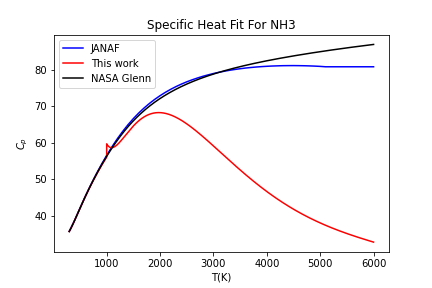 Specific Heat Fit For NH3
JANAF
This work
NASA Glenn
C_p
80
70
60
50
40
1000 2000 3000 4000 5000 6000
T(K)